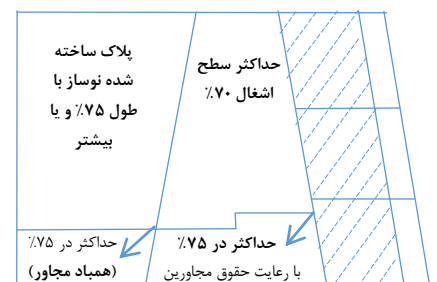 حداکثر سطح
اشغال ۷۰٪
پلاک ساخته
شده نوساز با
طول ۷۵٪ و یا
بیشتر
حداکثر در ۷۵٪
با رعایت حقوق مجاورین
حداکثر در ۷۵٪
(همباد مجاور)